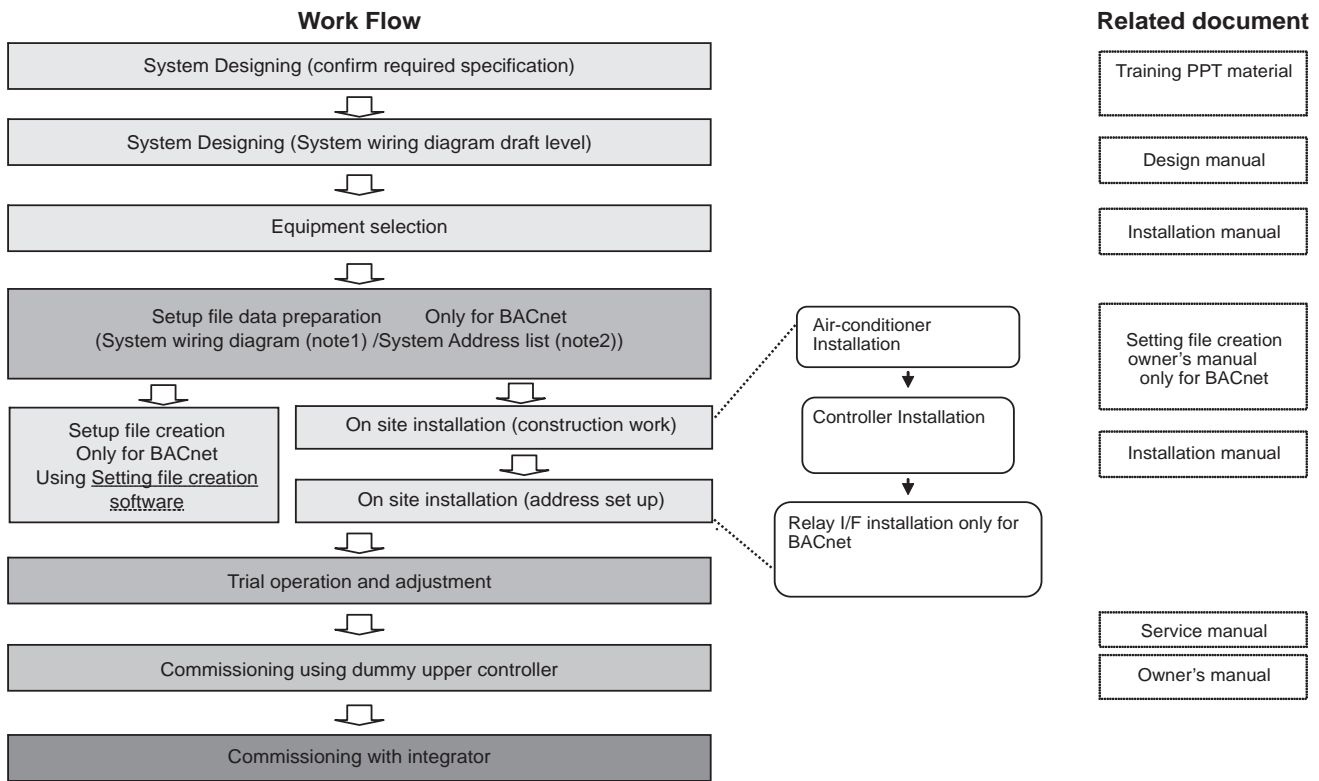 Work Flow
Related document
System Designing (confirm required specification)
Training PPT material
System Designing (System wiring diagram draft level)
Design manual
Equipment selection
Installation manual
Setup file data preparation Only for BACnet
(System wiring diagram (note1) /System Address list (note2))
Air-conditioner
Installation
Setting file creation
owner's manual
only for BACnet
Setup file creation
Only for BACnet
Using Setting file creation
software
On site installation (construction work)
Controller Installation
Installation manual
On site installation (address set up)
Relay I/F installation only for
BACnet
Trial operation and adjustment
Service manual
Commissioning using dummy upper controller
Owner's manual
Commissioning with integrator